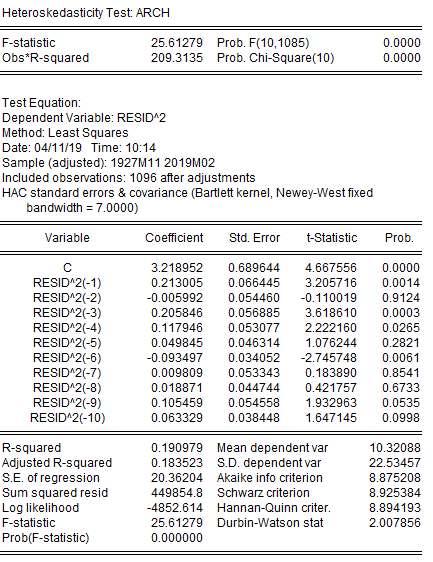 Heteroskedasticity Test: ARCH
F-statistic 25.61279 Prob. F(10,1085) 0.0000
Obs*R-squared 209.3135 Prob. Chi-Square(10) 0.0000
Test Equation:
Dependent Variable: RESID^2
Method: Least Squares
Date: 04/11/19 Time: 10:14
Sample (adjusted): 1927M11 2019M02
Included observations: 1096 after adjustments
HAC standard errors & covariance (Bartlett kernel, Newey-West fixed
bandwidth = 7.0000)
Variable Coefficient Std. Error t-Statistic Prob.
C 3.218952 0.689644 4.667556 0.0000
RESID^2(-1) 0.213005 0.066445 3.205716 0.0014
RESID^2(-2) -0.005992 0.054460 -0.110019 0.9124
RESID^2(-3) 0.205846 0.056885 3.618610 0.0003
RESID^2(-4) 0.117946 0.053077 2.222160 0.0265
RESID^2(-5) 0.049845 0.046314 1.076244 0.2821
RESID^2(-6) -0.093497 0.034052 -2.745748 0.0061
RESID^2(-7) 0.009809 0.053343 0.183890 0.8541
RESID^2(-8) 0.018871 0.044744 0.421757 0.6733
RESID^2(-9) 0.105459 0.054558 1.932963 0.0535
RESID^2(-10) 0.063329 0.038448 1.647145 0.0998
R-squared 0.190979 Mean dependent var 10.32088
Adjusted R-squared 0.183523 S.D. dependent var 22.53457
S.E. of regression 20.36204 Akaike info criterion 8.875208
Sum squared resid 449854.8 Schwarz criterion 8.925384
Log likelihood -4852.614 Hannan-Quinn criter. 8.894193
F-statistic 25.61279 Durbin-Watson stat 2.007856
Prob(F-statistic) 0.000000